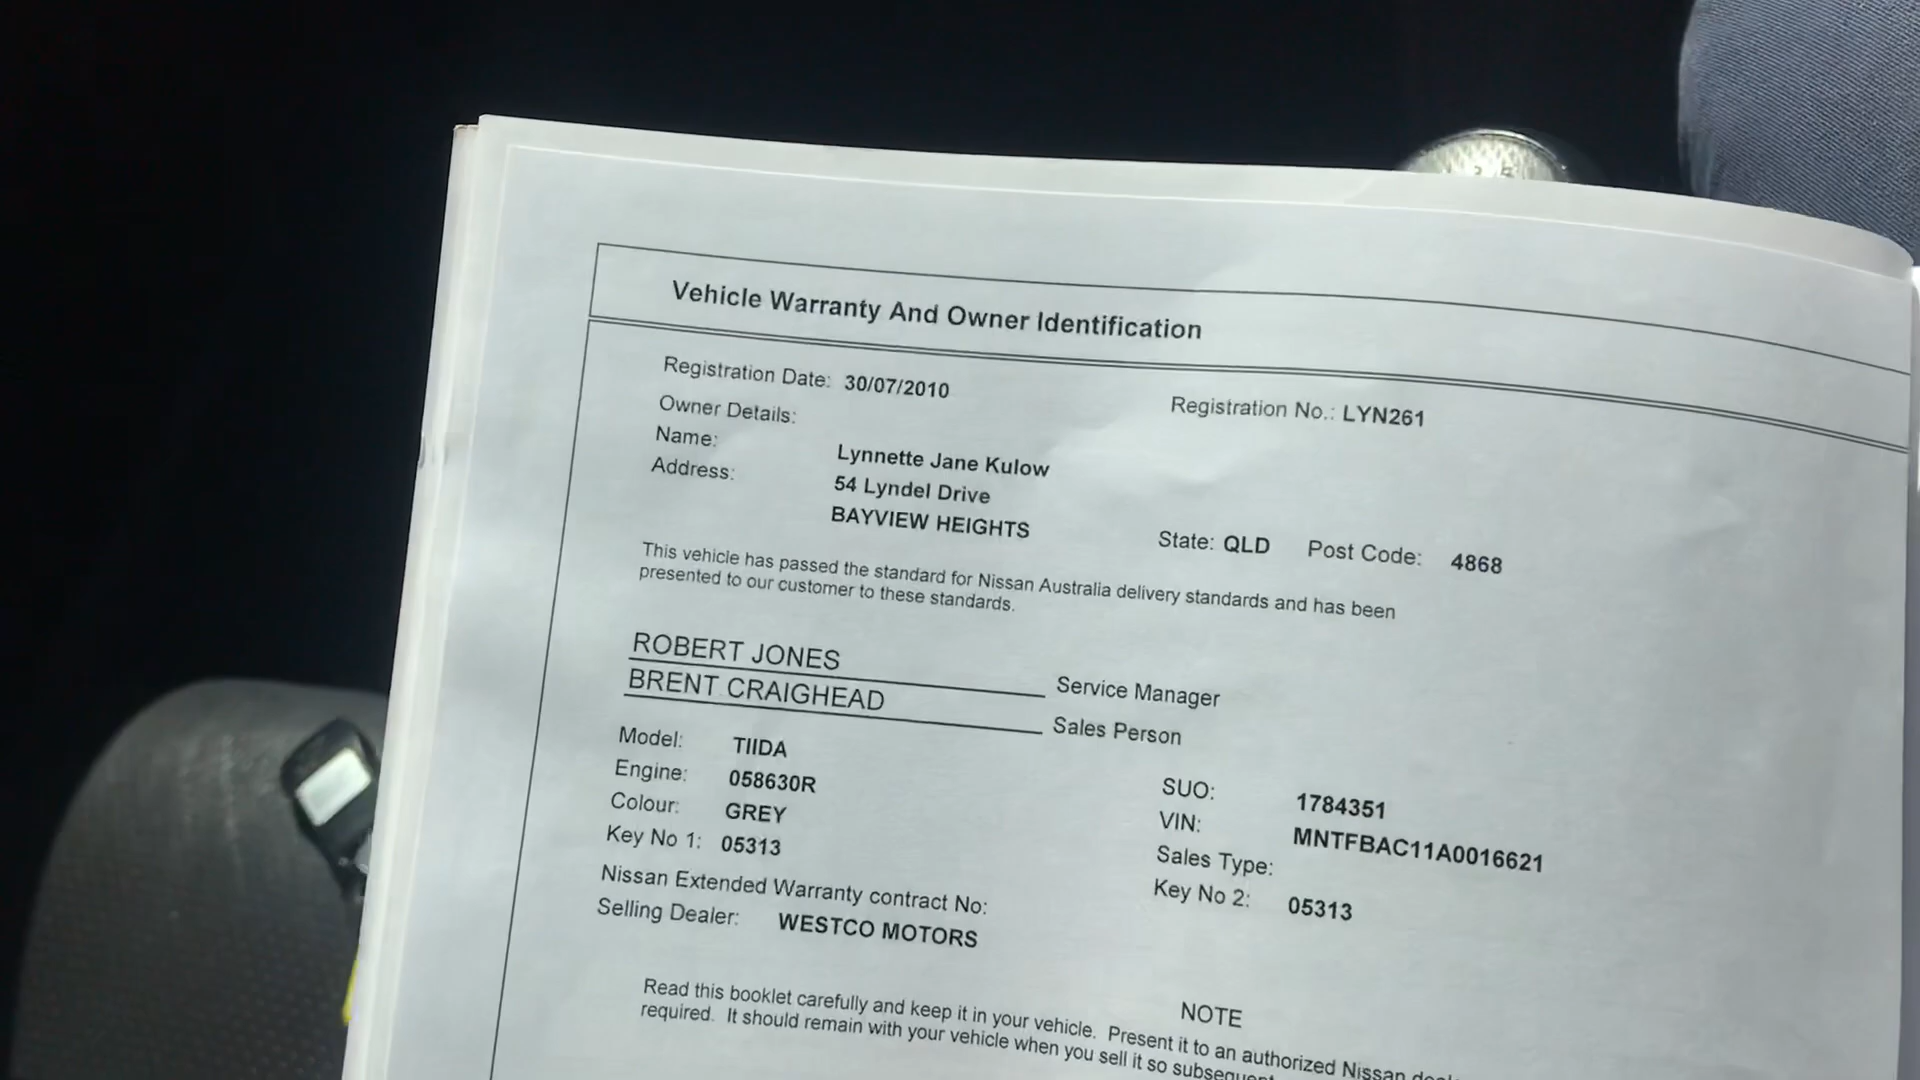 Vehicle Warranty And Owner Identification
Registration Date: 30/07/2010 Registration No.: LYN261
Owner Details:
Name: Lynnette Jane Kulow
Address: 54 Lyndel Drive
BAYVIEW HEIGHTS State: QLD Post Code: 4868
This vehicle has passed the standard for Nissan Australia delivery standards and has been
presented to our customer to these standards.
ROBERT JONES Service Manager
BRENT CRAIGHEAD Sales Person
Model: TIIDA
Engine: 058630R SUO: 1784351
Colour: GREY VIN: MNTFBAC11A0016621
Key No 1: 05313 Sales Type:
Nissan Extended Warranty contract No: Key No 2: 05313
Selling Dealer: WESTCO MOTORS
NOTE
Read this booklet carefully and keep it in your vehicle. Present it to an authorized Nissan
required. It should remain with your vehicle when you sell it so